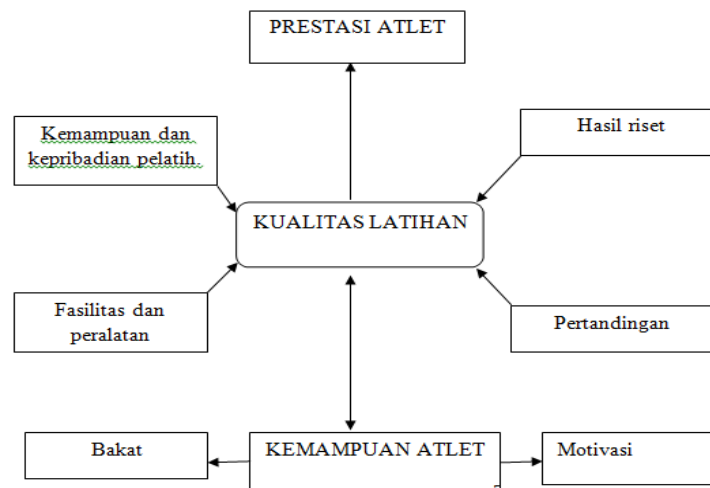 PRESTASI ATLET
Kemampuan dan
kepribadian pelatih.
Hasil riset
KUALITAS LATIHAN
Fasilitas dan
peralatan
Pertandingan
Bakat
KEMAMPUAN ATLET
Motivasi